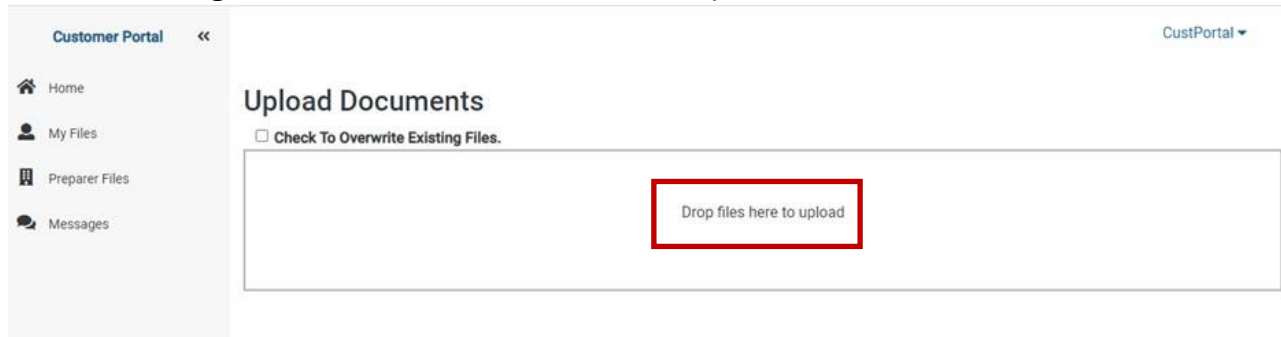 Customer Portal «
CustPortal
Home
My Files
Preparer Files
Messages
Upload Documents
Check To Overwrite Existing Files.
Drop files here to upload